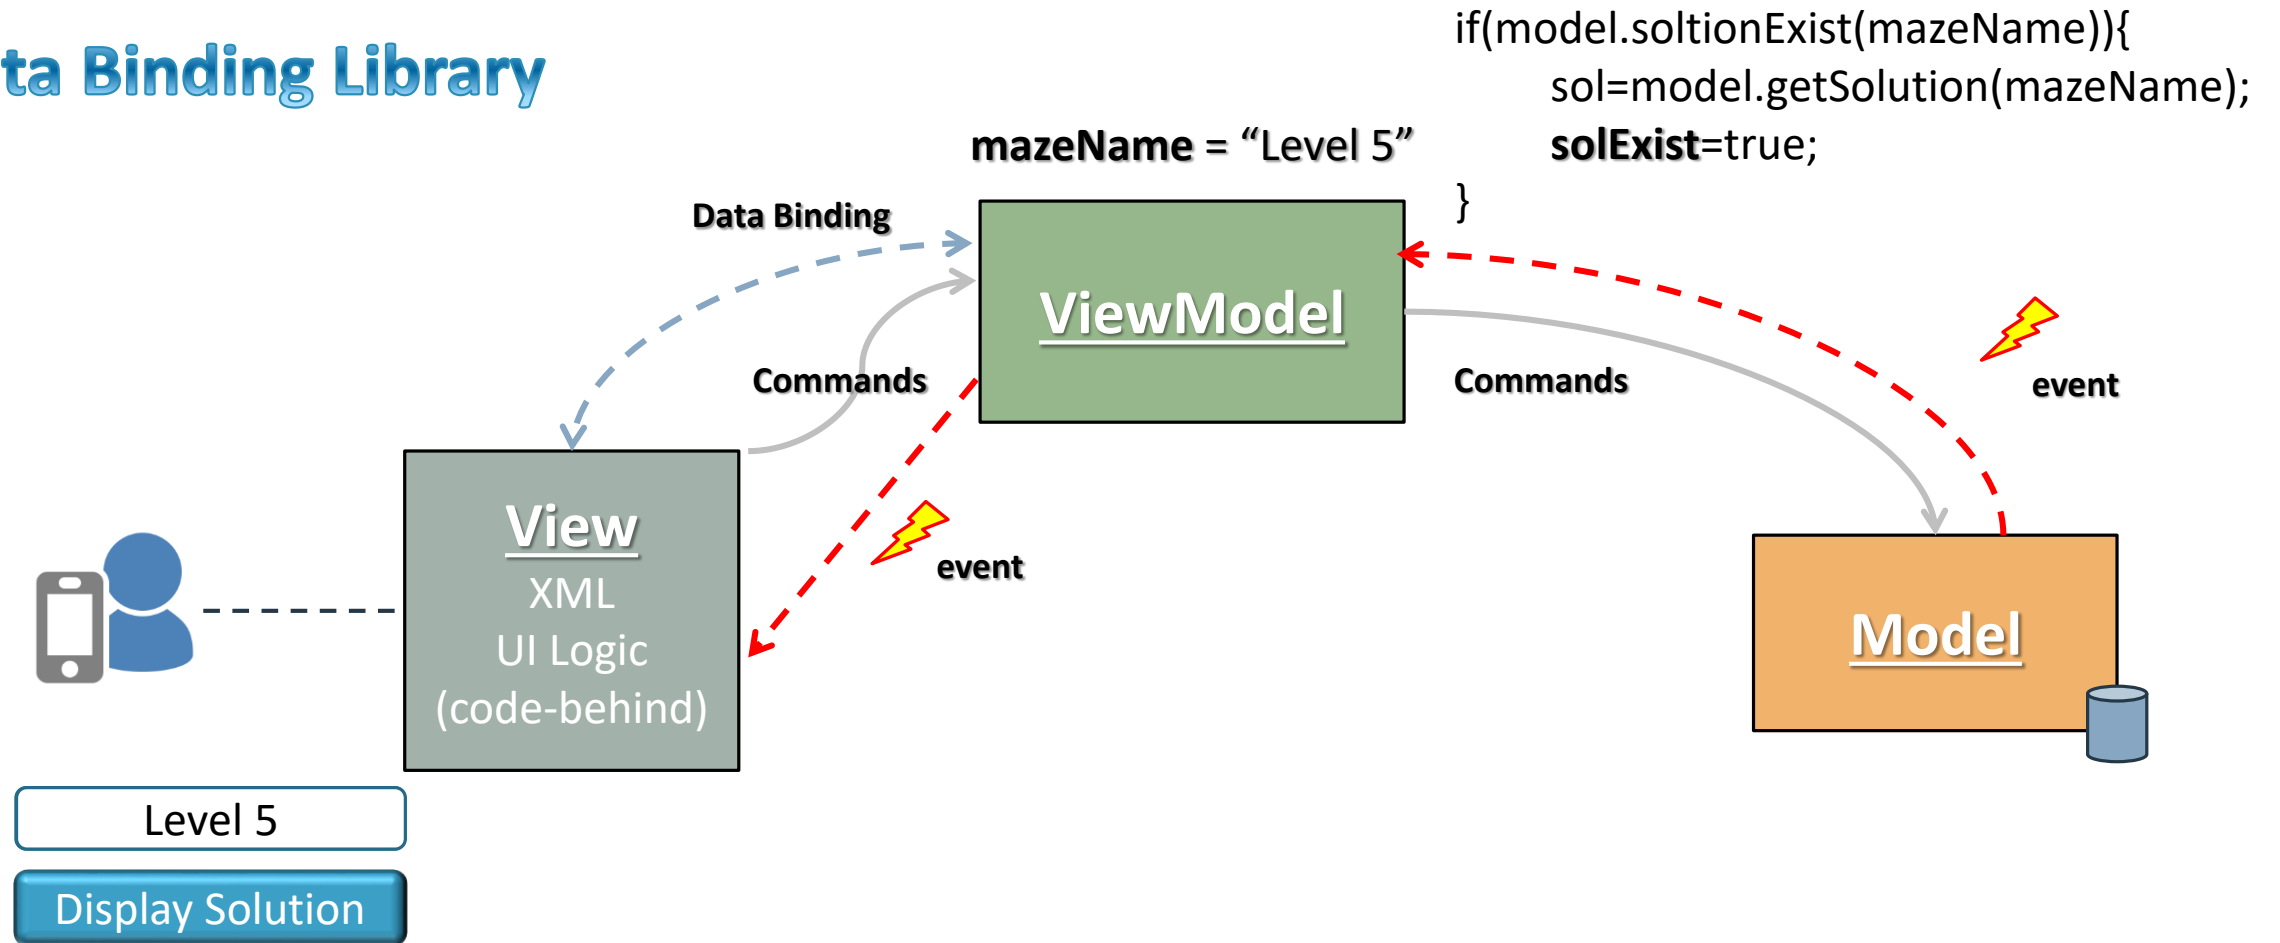 ta Binding Library
if(model.soltionExist(mazeName)){
sol=model.getSolution(mazeName);
solExist=true;
}
mazeName = “Level 5”
Data Binding
ViewModel
Commands
Commands
event
event
View
XML
UI Logic
(code-behind)
Model
Level 5
Display Solution